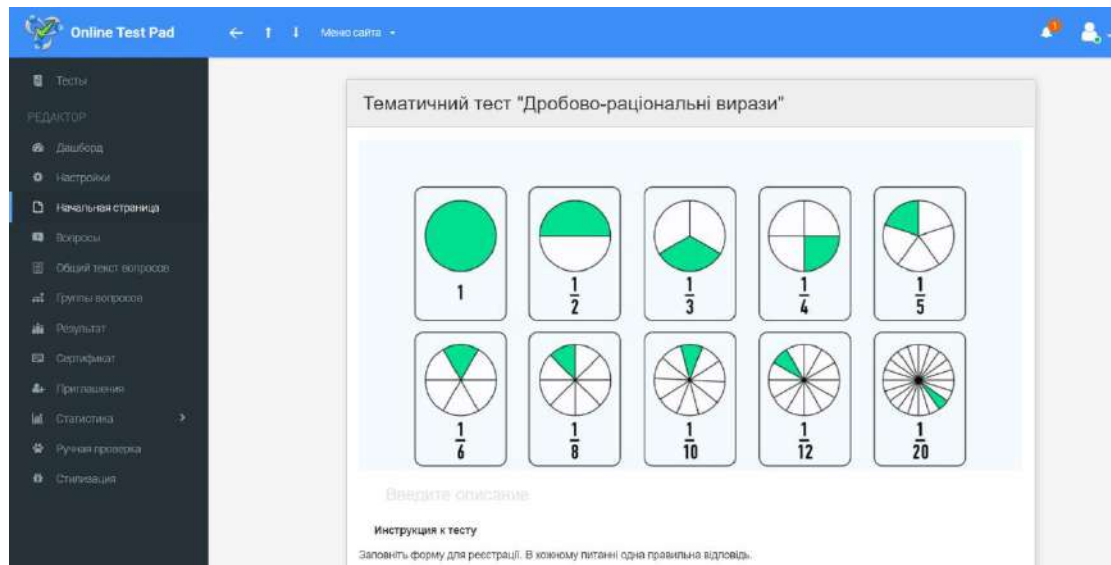 Online Test Pad
Меню сайта
Тесты
РЕДАКТОР
Дашборд
Настройки
Начальная страница
Вопросы
Общий текст вопросов
Группы вопросов
Результат
Сертификат
Приглашения
Статистика
Ручная проверка
Стилизация
Тематичний тест "Дробово-раціональні вирази"
1
1/2
1/3
1/4
1/5
1/6
1/8
1/10
1/12
1/20
Введите описание
Инструкция к тесту
Заповніть форму для реєстрації. В кожному питанні одна правильна відповідь.